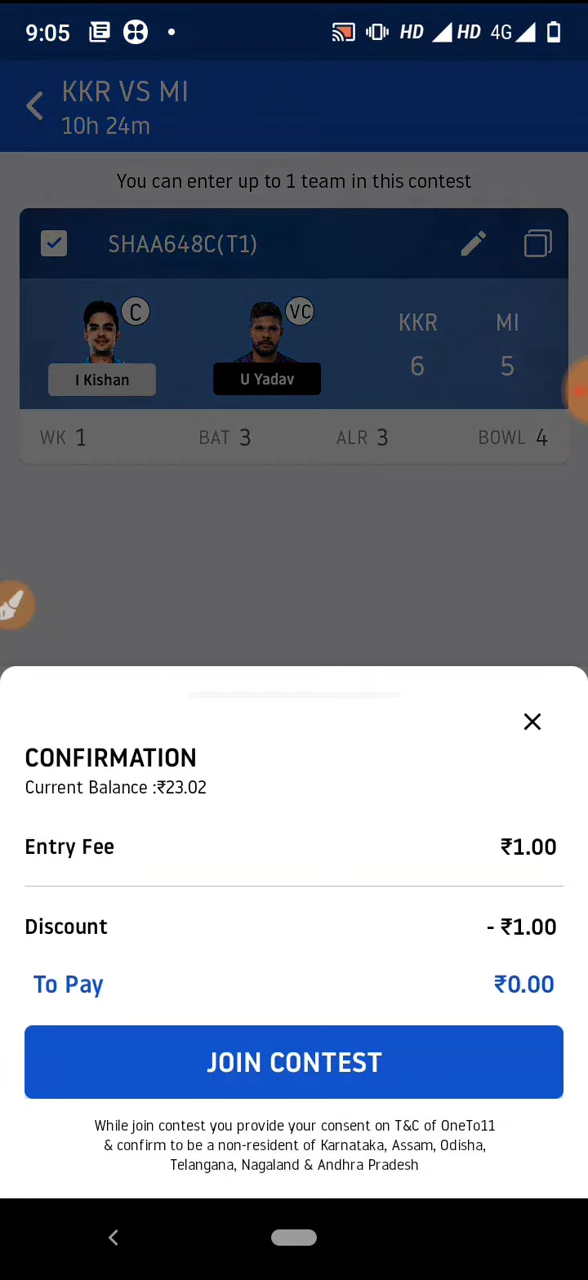 9:05 HD HD 4G
KKR VS MI
10h 24m
You can enter up to 1 team in this contest
SHAA648C(T1)
C VC
KKR MI
6 5
I Kishan U Yadav
WK 1 BAT 3 ALR 3 BOWL 4
CONFIRMATION
Current Balance :₹23.02
Entry Fee ₹1.00
Discount - ₹1.00
To Pay ₹0.00
JOIN CONTEST
While join contest you provide your consent on T&C of OneTo11
& confirm to be a non-resident of Karnataka, Assam, Odisha,
Telangana, Nagaland & Andhra Pradesh